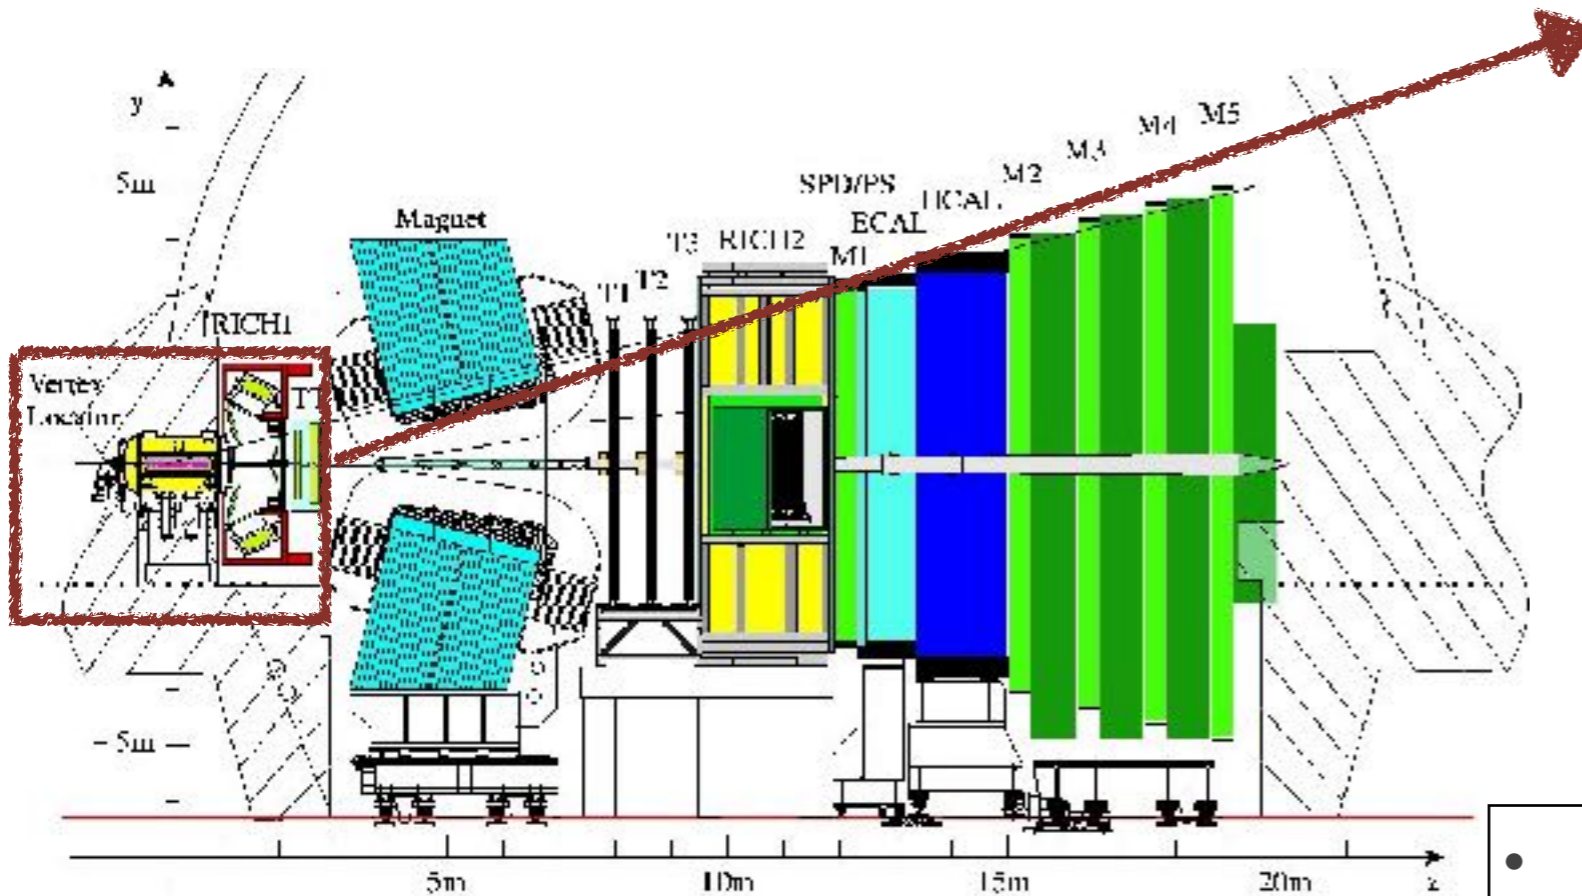 y
5m
Magnet
RICH1
Vertex
Locator
TT
T1
T2
T3
RICH2
M1
SPD/PS
ECAL
HCAL
M2
M3
M4
M5
– 5m
5m
10m
15m
20m
z
•